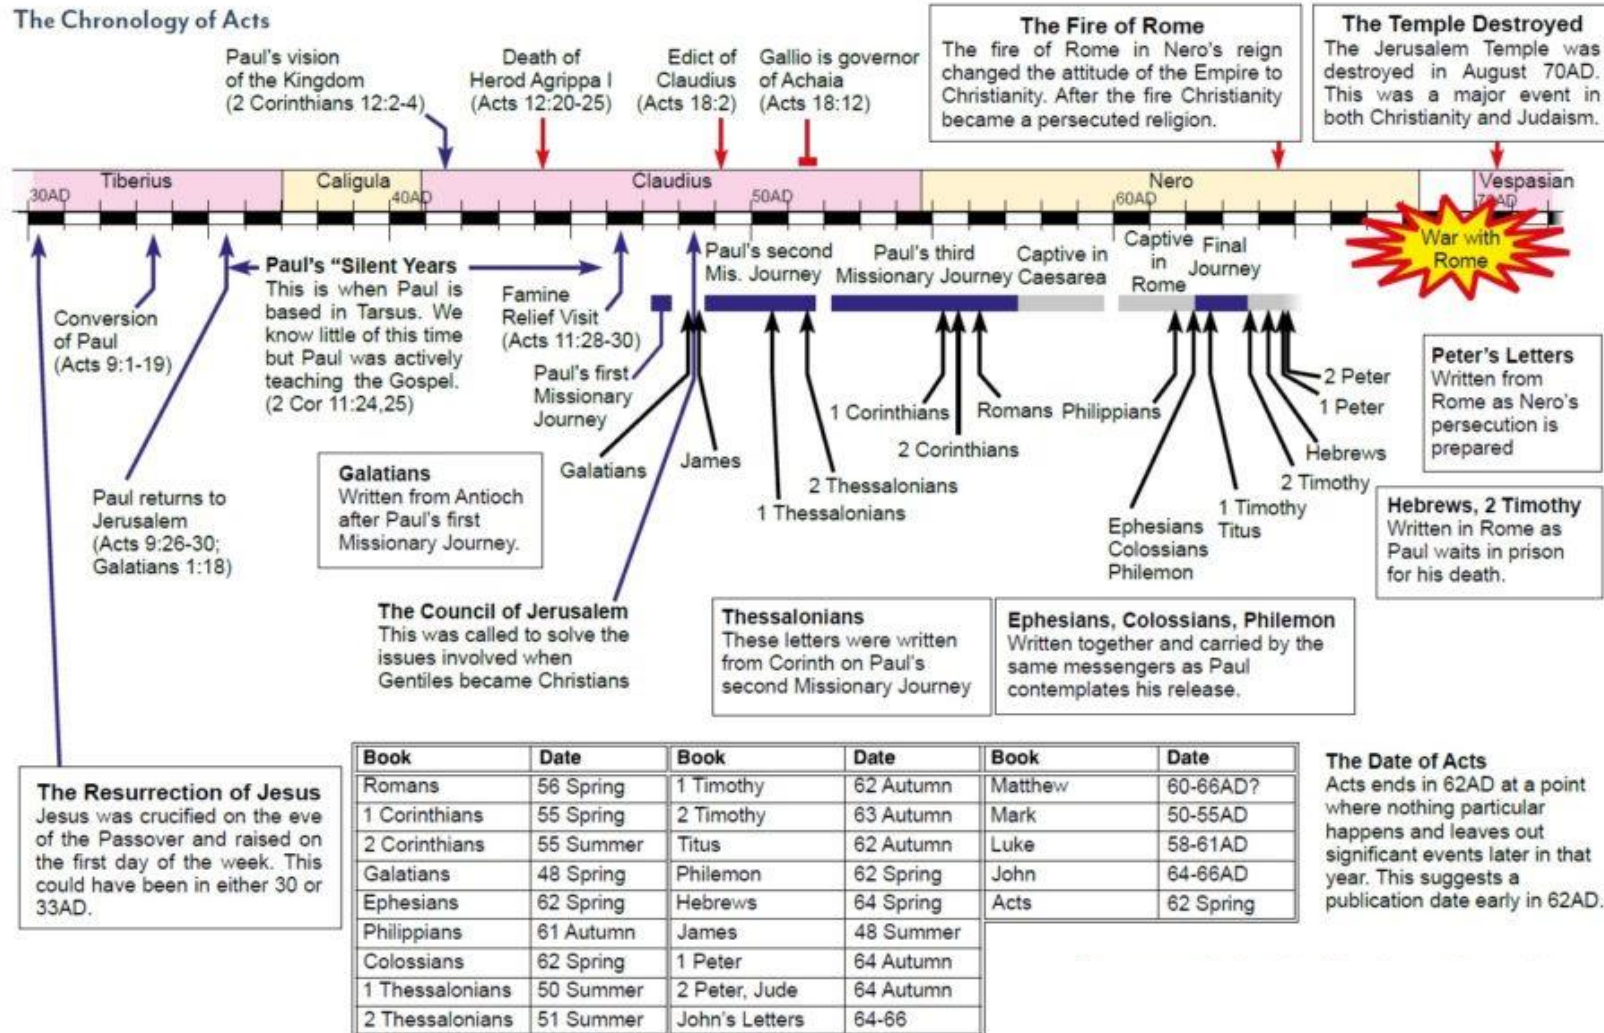 The Chronology of Acts
Paul's vision
of the Kingdom
(2 Corinthians 12:2-4)
Death of
Herod Agrippa I
(Acts 12:20-25)
Edict of
Claudius
(Acts 18:2)
Gallio is governor
of Achaia
(Acts 18:12)
The Fire of Rome
The fire of Rome in Nero's reign
changed the attitude of the Empire to
Christianity. After the fire Christianity
became a persecuted religion.
The Temple Destroyed
The Jerusalem Temple was
destroyed in August 70AD.
This was a major event in
both Christianity and Judaism.
Tiberius
Caligula
Claudius
Nero
Vespasian
30AD
40AD
50AD
60AD
70AD
War with
Rome
Conversion
of Paul
(Acts 9:1-19)
Paul's "Silent Years
This is when Paul is
based in Tarsus. We
know little of this time
but Paul was actively
teaching the Gospel.
(2 Cor 11:24,25)
Famine
Relief Visit
(Acts 11:28-30)
Paul's first
Missionary
Journey
Paul's second
Mis. Journey
Paul's third
Missionary Journey
Captive in
Caesarea
Captive
in
Rome
Final
Journey
Paul returns to
Jerusalem
(Acts 9:26-30;
Galatians 1:18)
Galatians
Written from Antioch
after Paul's first
Missionary Journey.
Galatians
James
1 Thessalonians
2 Thessalonians
1 Corinthians
2 Corinthians
Romans
Philippians
Ephesians
Colossians
Philemon
1 Timothy
Titus
2 Timothy
Hebrews
1 Peter
2 Peter
Peter's Letters
Written from
Rome as Nero's
persecution is
prepared
Hebrews, 2 Timothy
Written in Rome as
Paul waits in prison
for his death.
The Council of Jerusalem
This was called to solve the
issues involved when
Gentiles became Christians
Thessalonians
These letters were written
from Corinth on Paul's
second Missionary Journey
Ephesians, Colossians, Philemon
Written together and carried by the
same messengers as Paul
contemplates his release.
The Resurrection of Jesus
Jesus was crucified on the eve
of the Passover and raised on
the first day of the week. This
could have been in either 30 or
33AD.
Book Date Book Date Book Date
Romans 56 Spring 1 Timothy 62 Autumn Matthew 60-66AD?
1 Corinthians 55 Spring 2 Timothy 63 Autumn Mark 50-55AD
2 Corinthians 55 Summer Titus 62 Autumn Luke 58-61AD
Galatians 48 Spring Philemon 62 Spring John 64-66AD
Ephesians 62 Spring Hebrews 64 Spring Acts 62 Spring
Philippians 61 Autumn James 48 Summer
Colossians 62 Spring 1 Peter 64 Autumn
1 Thessalonians 50 Summer 2 Peter, Jude 64 Autumn
2 Thessalonians 51 Summer John's Letters 64-66
The Date of Acts
Acts ends in 62AD at a point
where nothing particular
happens and leaves out
significant events later in that
year. This suggests a
publication date early in 62AD.